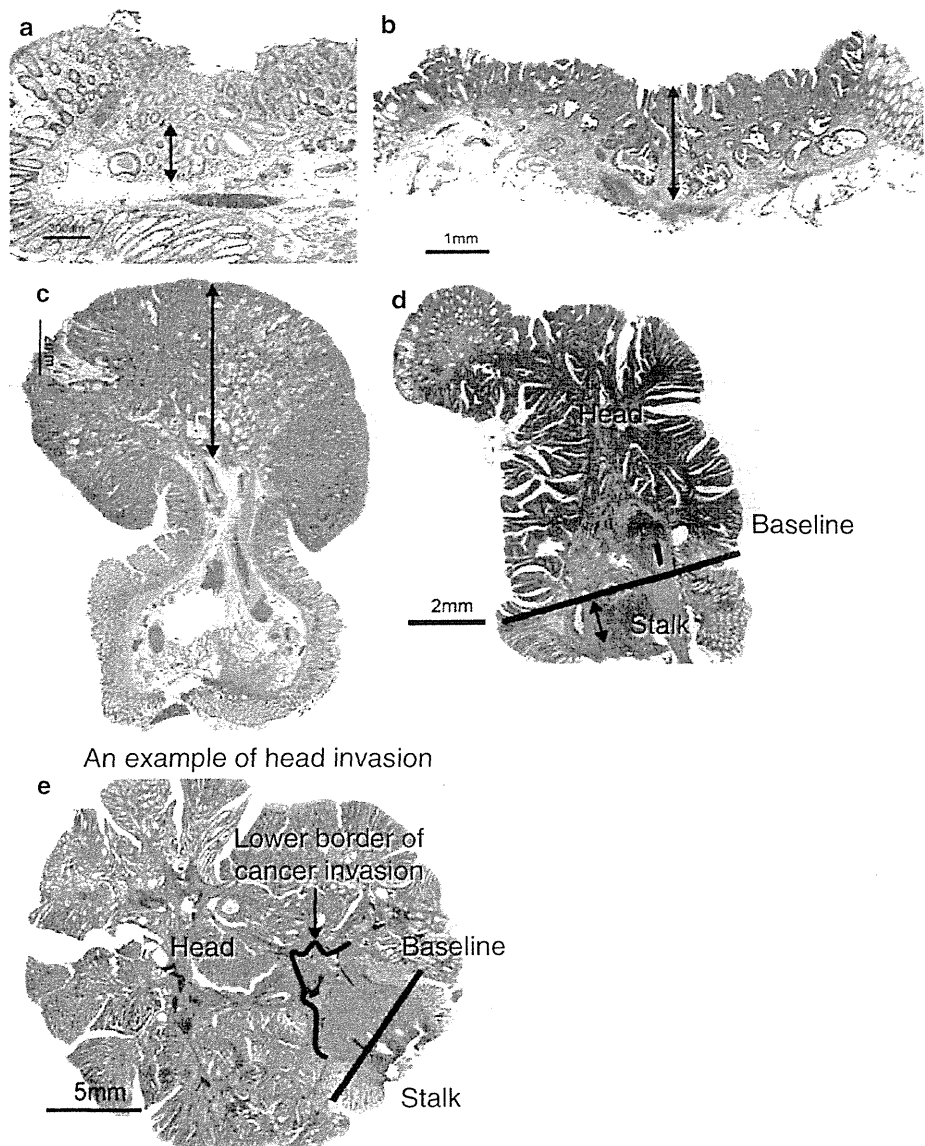 a
b
1mm
c
d
Head
Baseline
2mm
Stalk
An example of head invasion
e
Lower border of
cancer invasion
Head
Baseline
5mm
Stalk